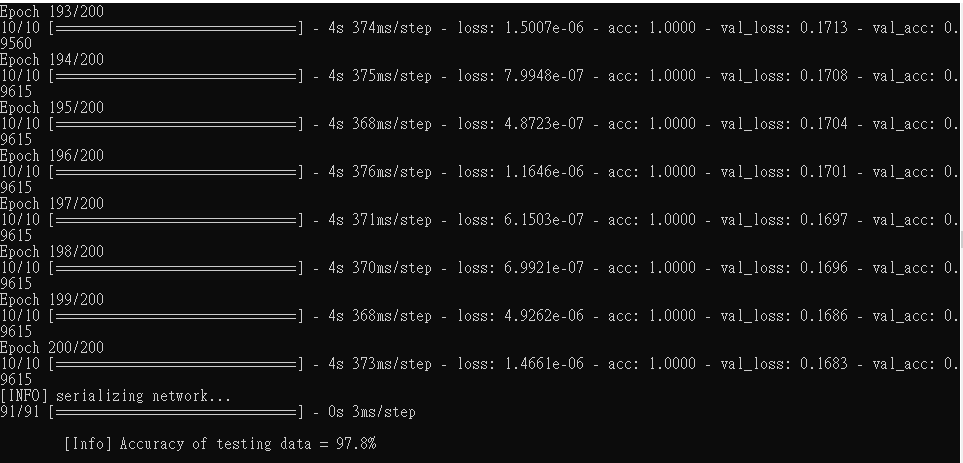 Epoch 193/200
10/10 [==============================] - 4s 374ms/step - loss: 1.5007e-06 - acc: 1.0000 - val_loss: 0.1713 - val_acc: 0.
9560
Epoch 194/200
10/10 [==============================] - 4s 375ms/step - loss: 7.9948e-07 - acc: 1.0000 - val_loss: 0.1708 - val_acc: 0.
9615
Epoch 195/200
10/10 [==============================] - 4s 368ms/step - loss: 4.8723e-07 - acc: 1.0000 - val_loss: 0.1704 - val_acc: 0.
9615
Epoch 196/200
10/10 [==============================] - 4s 376ms/step - loss: 1.1646e-06 - acc: 1.0000 - val_loss: 0.1701 - val_acc: 0.
9615
Epoch 197/200
10/10 [==============================] - 4s 371ms/step - loss: 6.1503e-07 - acc: 1.0000 - val_loss: 0.1697 - val_acc: 0.
9615
Epoch 198/200
10/10 [==============================] - 4s 370ms/step - loss: 6.9921e-07 - acc: 1.0000 - val_loss: 0.1696 - val_acc: 0.
9615
Epoch 199/200
10/10 [==============================] - 4s 368ms/step - loss: 4.9262e-07 - acc: 1.0000 - val_loss: 0.1686 - val_acc: 0.
9615
Epoch 200/200
10/10 [==============================] - 4s 373ms/step - loss: 1.4661e-06 - acc: 1.0000 - val_loss: 0.1683 - val_acc: 0.
9615
[INFO] serializing network...
91/91 [==============================] - 0s 3ms/step
[Info] Accuracy of testing data = 97.8%